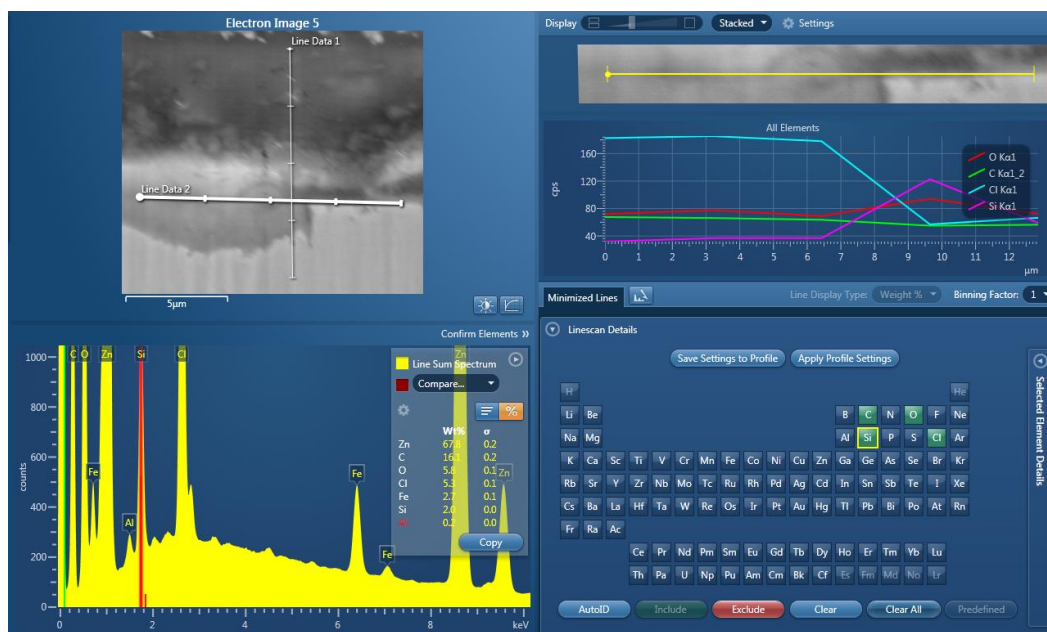 Electron Image 5
Line Data 1
Line Data 2
5µm
Display
Stacked
Settings
All Elements
cps
160
120
80
40
0 1 2 3 4 5 6 7 8 9 10 11 12
µm
O Kα1
C Kα1_2
Cl Kα1
Si Kα1
Minimized Lines
Line Display Type: Weight %
Binning Factor: 1
Confirm Elements »
counts
1000
800
600
400
200
0
0 2 4 6 8 keV
C O Zn Si Cl Zn
Fe Al Fe Fe Zn
Line Sum Spectrum
Compare...
%
Wt% σ
Zn 67.8 0.2
C 16.1 0.2
O 5.8 0.1
Cl 5.3 0.1
Fe 2.7 0.1
Si 2.0 0.0
0.2 0.0
Copy
Linescan Details
Save Settings to Profile Apply Profile Settings
Selected Element Details
H He
Li Be B C N O F Ne
Na Mg Al Si P S Cl Ar
K Ca Sc Ti V Cr Mn Fe Co Ni Cu Zn Ga Ge As Se Br Kr
Rb Sr Y Zr Nb Mo Tc Ru Rh Pd Ag Cd In Sn Sb Te I Xe
Cs Ba La Hf Ta W Re Os Ir Pt Au Hg Tl Pb Bi Po At Rn
Fr Ra Ac
Ce Pr Nd Pm Sm Eu Gd Tb Dy Ho Er Tm Yb Lu
Th Pa U Np Pu Am Cm Bk Cf Es Fm Md No Lr
AutoID Include Exclude Clear Clear All Predefined